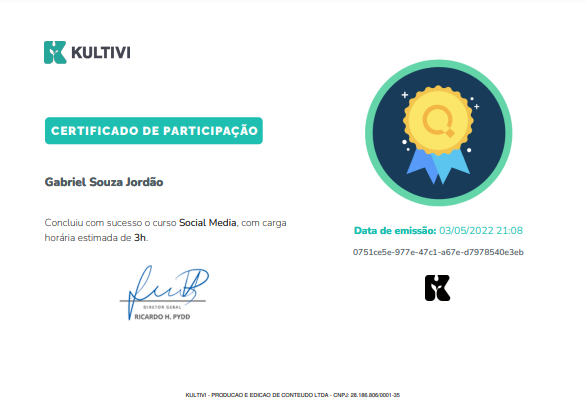 KULTIVI
CERTIFICADO DE PARTICIPAÇÃO
Gabriel Souza Jordão
Concluiu com sucesso o curso Social Media, com carga
horária estimada de 3h.
DIRETOR GERAL
RICARDO H. PYDD
Data de emissão: 03/05/2022 21:08
0751ce5e-977e-47c1-a67e-d7978540e3eb
KULTIVI - PRODUCAO E EDICAO DE CONTEUDO LTDA - CNPJ: 28.186.806/0001-35